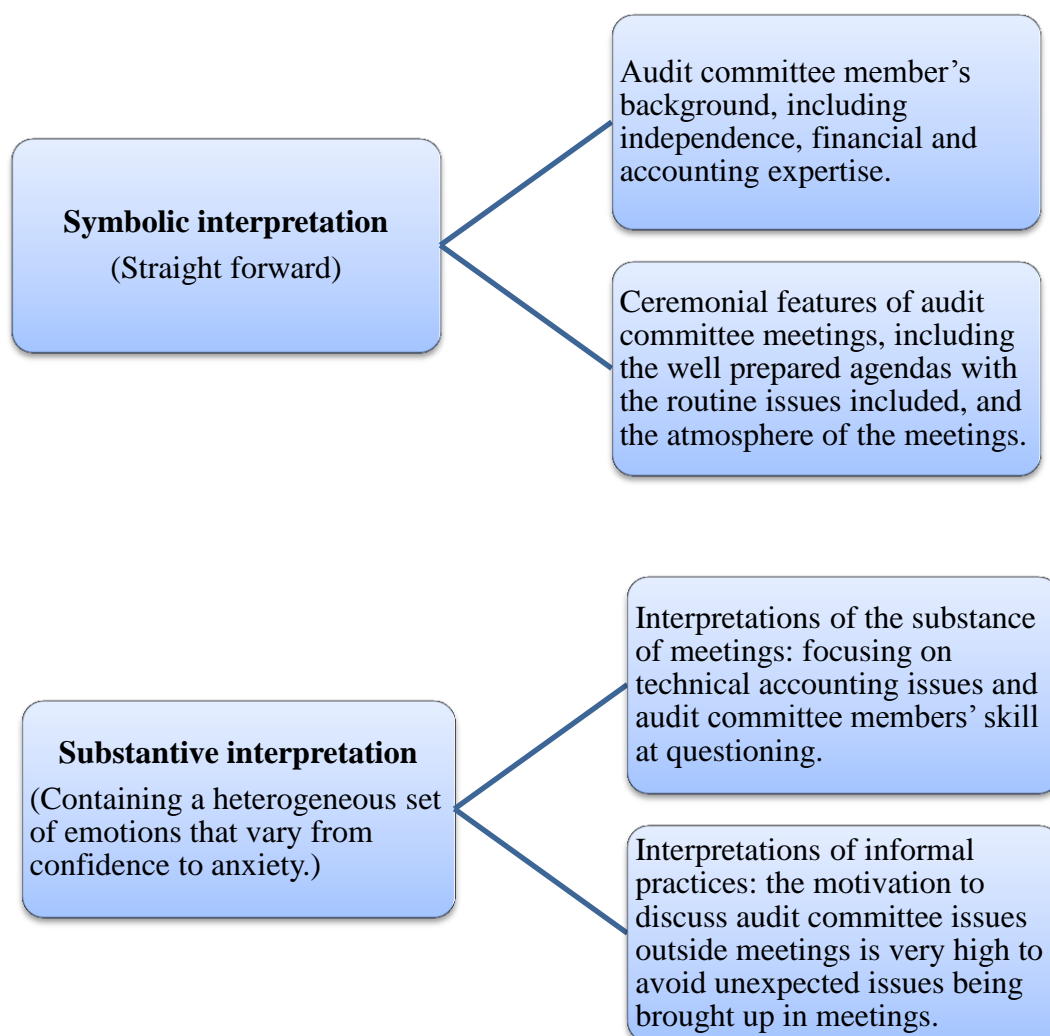 Symbolic interpretation
(Straight forward)
Audit committee member’s
background, including
independence, financial and
accounting expertise.
Ceremonial features of audit
committee meetings, including
the well prepared agendas with
the routine issues included, and
the atmosphere of the meetings.
Substantive interpretation
(Containing a heterogeneous set
of emotions that vary from
confidence to anxiety.)
Interpretations of the substance
of meetings: focusing on
technical accounting issues and
audit committee members’ skill
at questioning.
Interpretations of informal
practices: the motivation to
discuss audit committee issues
outside meetings is very high to
avoid unexpected issues being
brought up in meetings.